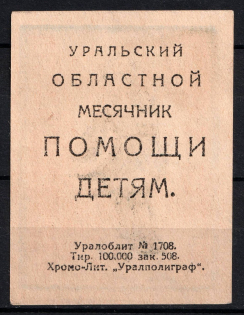 УРАЛЬСКИЙ
ОБЛАСТНОЙ
МЕСЯЧНИК
ПОМОЩИ
ДЕТЯМ.
Уралоблит № 1708.
Тир. 100.000 зак. 508.
Хромо-Лит. „Уралполиграф“.